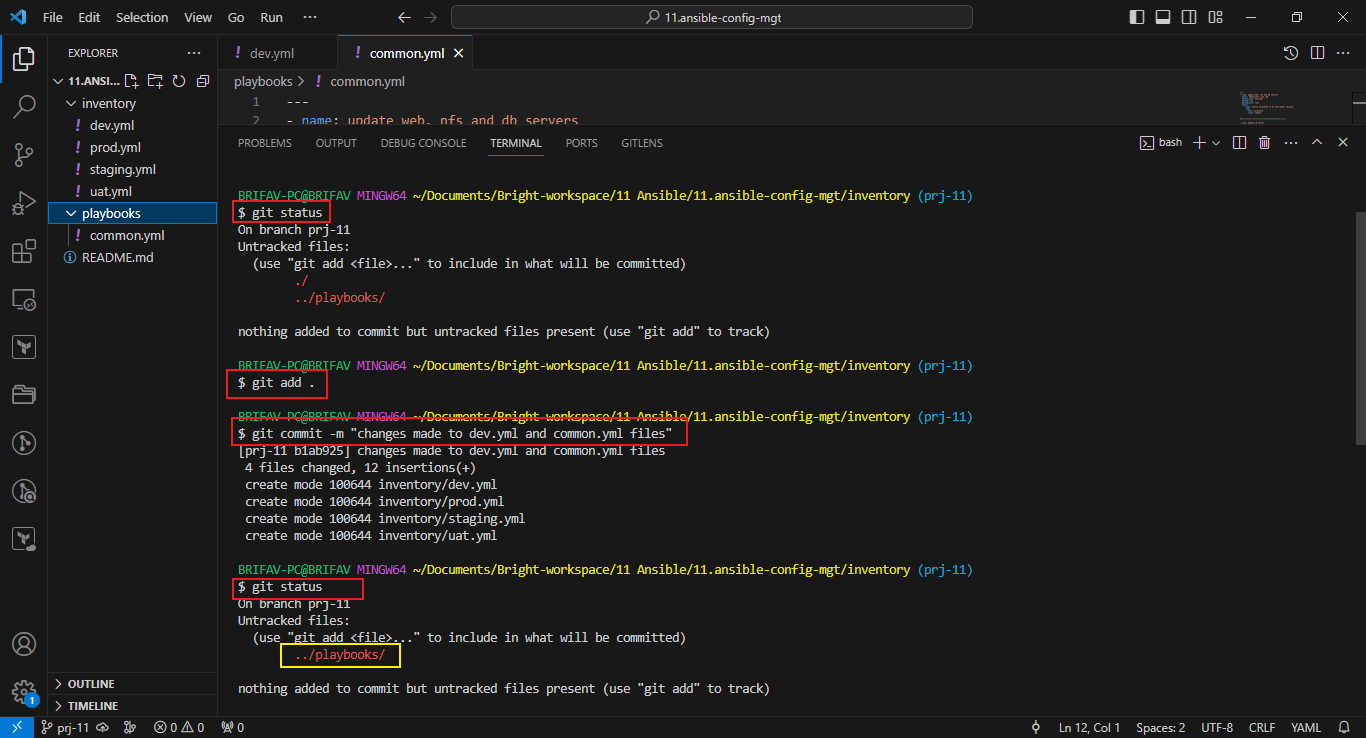 File Edit Selection View Go Run ···
11.ansible-config-mgt
EXPLORER ···
11.ANSI...
inventory
! dev.yml
! prod.yml
! staging.yml
! uat.yml
playbooks
! common.yml
README.md
OUTLINE
TIMELINE
! dev.yml
! common.yml
playbooks > ! common.yml
1 ---
2 - name: update web, nfs and db servers
PROBLEMS OUTPUT DEBUG CONSOLE TERMINAL PORTS GITLENS
bash
BRIFAV-PC@BRIFAV MINGW64 ~/Documents/Bright-workspace/11 Ansible/11.ansible-config-mgt/inventory (prj-11)
$ git status
On branch prj-11
Untracked files:
(use "git add <file>..." to include in what will be committed)
./
../playbooks/
nothing added to commit but untracked files present (use "git add" to track)
BRIFAV-PC@BRIFAV MINGW64 ~/Documents/Bright-workspace/11 Ansible/11.ansible-config-mgt/inventory (prj-11)
$ git add .
BRIFAV-PC@BRIFAV MINGW64 ~/Documents/Bright-workspace/11 Ansible/11.ansible-config-mgt/inventory (prj-11)
$ git commit -m "changes made to dev.yml and common.yml files"
[prj-11 b1ab925] changes made to dev.yml and common.yml files
4 files changed, 12 insertions(+)
create mode 100644 inventory/dev.yml
create mode 100644 inventory/prod.yml
create mode 100644 inventory/staging.yml
create mode 100644 inventory/uat.yml
BRIFAV-PC@BRIFAV MINGW64 ~/Documents/Bright-workspace/11 Ansible/11.ansible-config-mgt/inventory (prj-11)
$ git status
On branch prj-11
Untracked files:
(use "git add <file>..." to include in what will be committed)
../playbooks/
nothing added to commit but untracked files present (use "git add" to track)
1
prj-11 0 0 0 Ln 12, Col 1 Spaces: 2 UTF-8 CRLF YAML